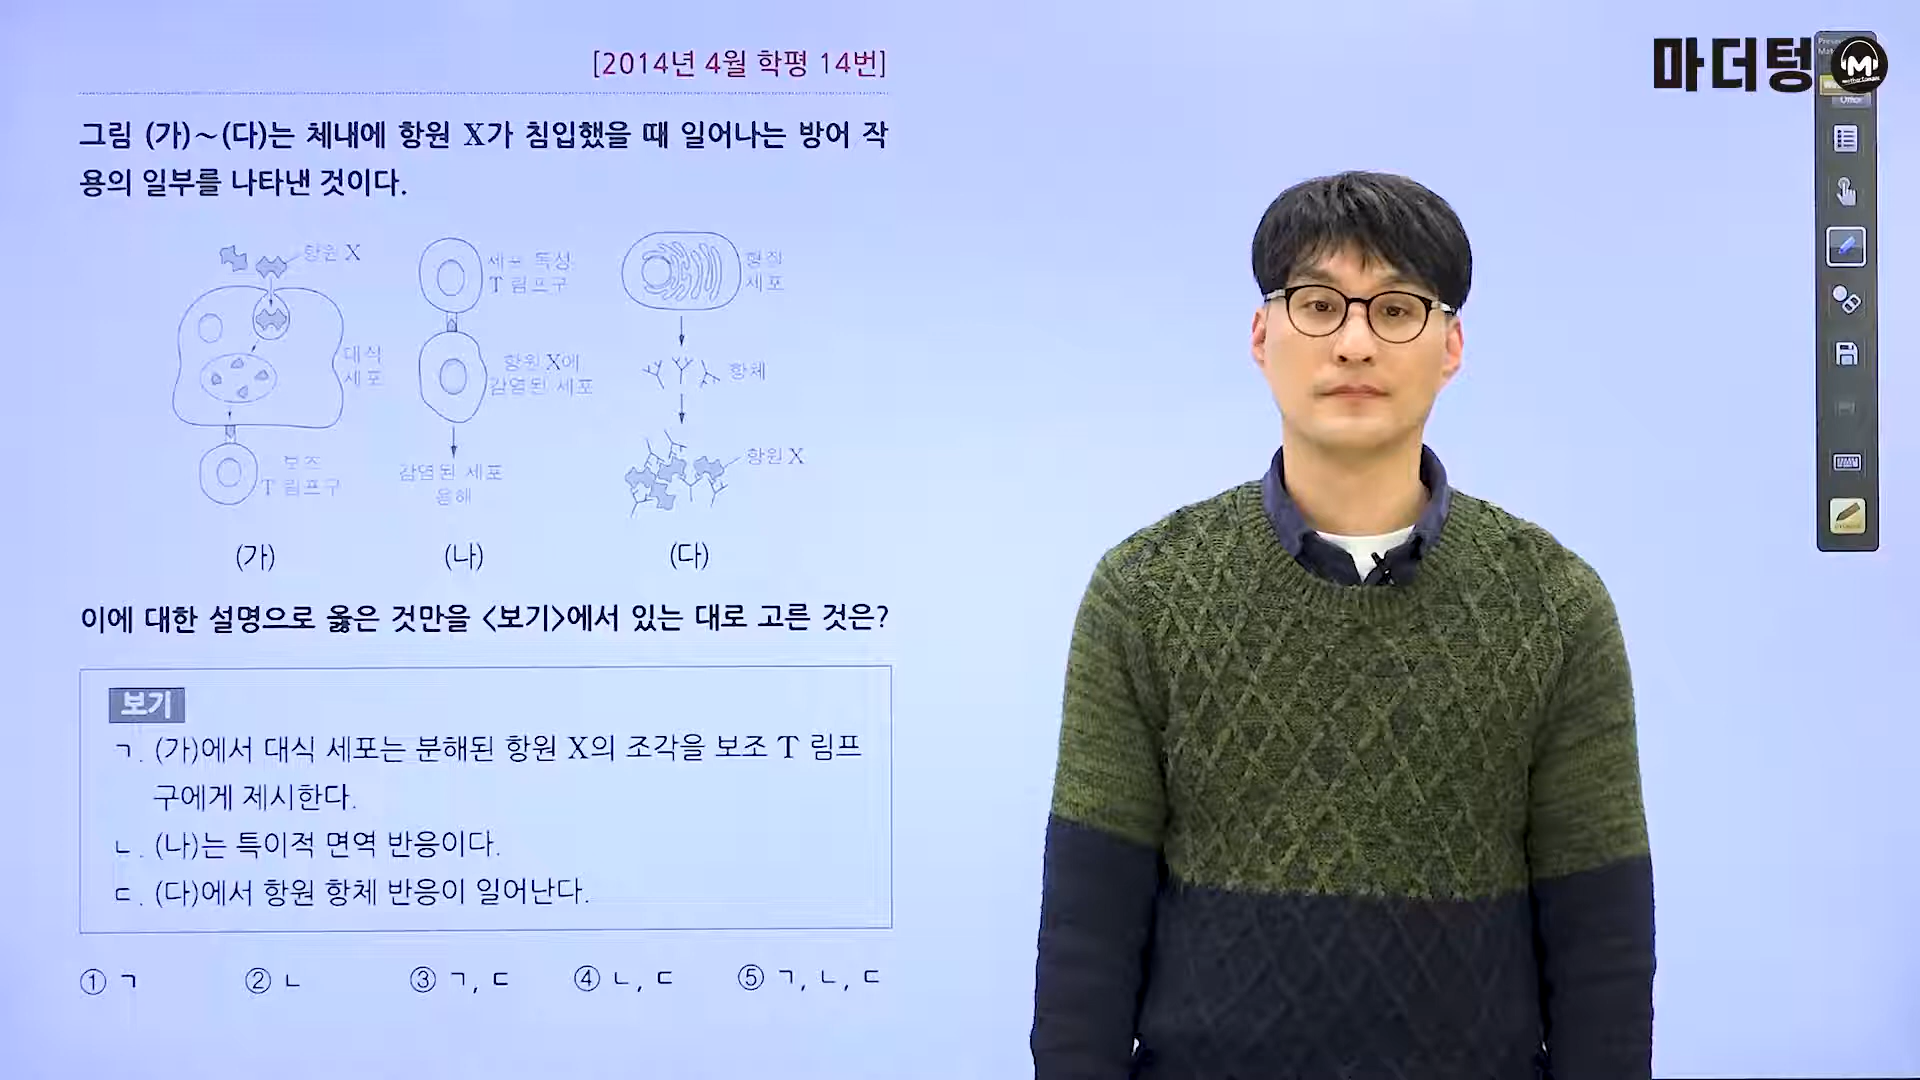 [2014년 4월 학평 14번]
마더텅
그림 (가)~(다)는 체내에 항원 X가 침입했을 때 일어나는 방어 작
용의 일부를 나타낸 것이다.
항원 X
대식
세포
보조
T 림프구
(가)
세포 독성
T 림프구
항원 X에
감염된 세포
감염된 세포
용해
(나)
형질
세포
항체
항원 X
(다)
이에 대한 설명으로 옳은 것만을 <보기>에서 있는 대로 고른 것은?
보기
ㄱ. (가)에서 대식 세포는 분해된 항원 X의 조각을 보조 T 림프
구에게 제시한다.
ㄴ. (나)는 특이적 면역 반응이다.
ㄷ. (다)에서 항원 항체 반응이 일어난다.
① ㄱ ② ㄴ ③ ㄱ, ㄷ ④ ㄴ, ㄷ ⑤ ㄱ, ㄴ, ㄷ